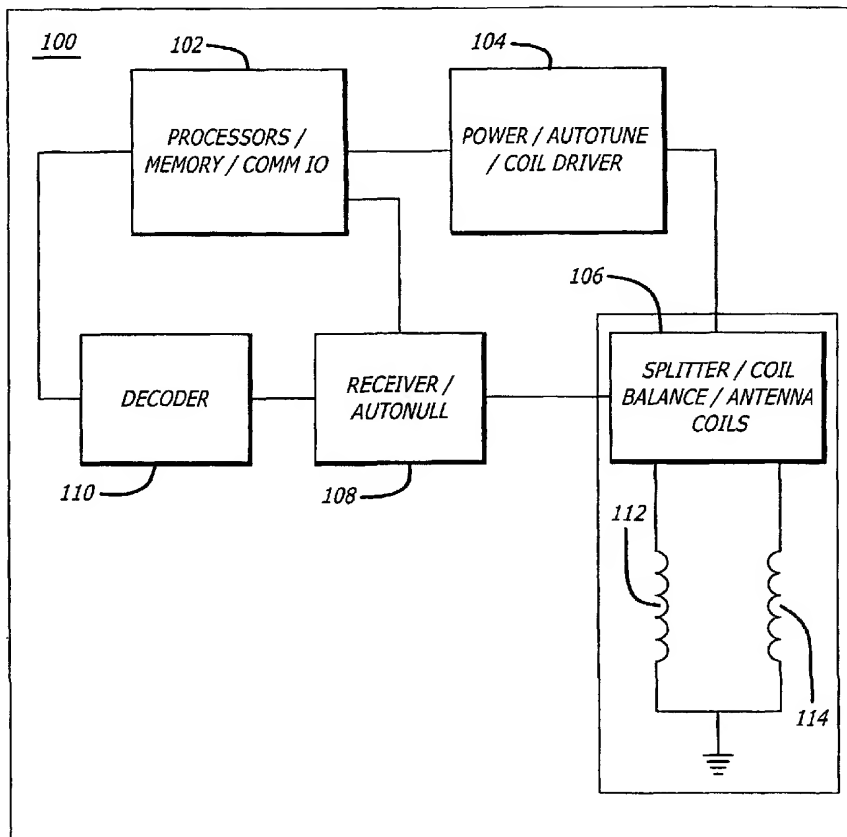 100
102
PROCESSORS /
MEMORY / COMM IO
104
POWER / AUTOTUNE
/ COIL DRIVER
106
SPLITTER / COIL
BALANCE / ANTENNA
COILS
DECODER
110
RECEIVER /
AUTONULL
108
112
114